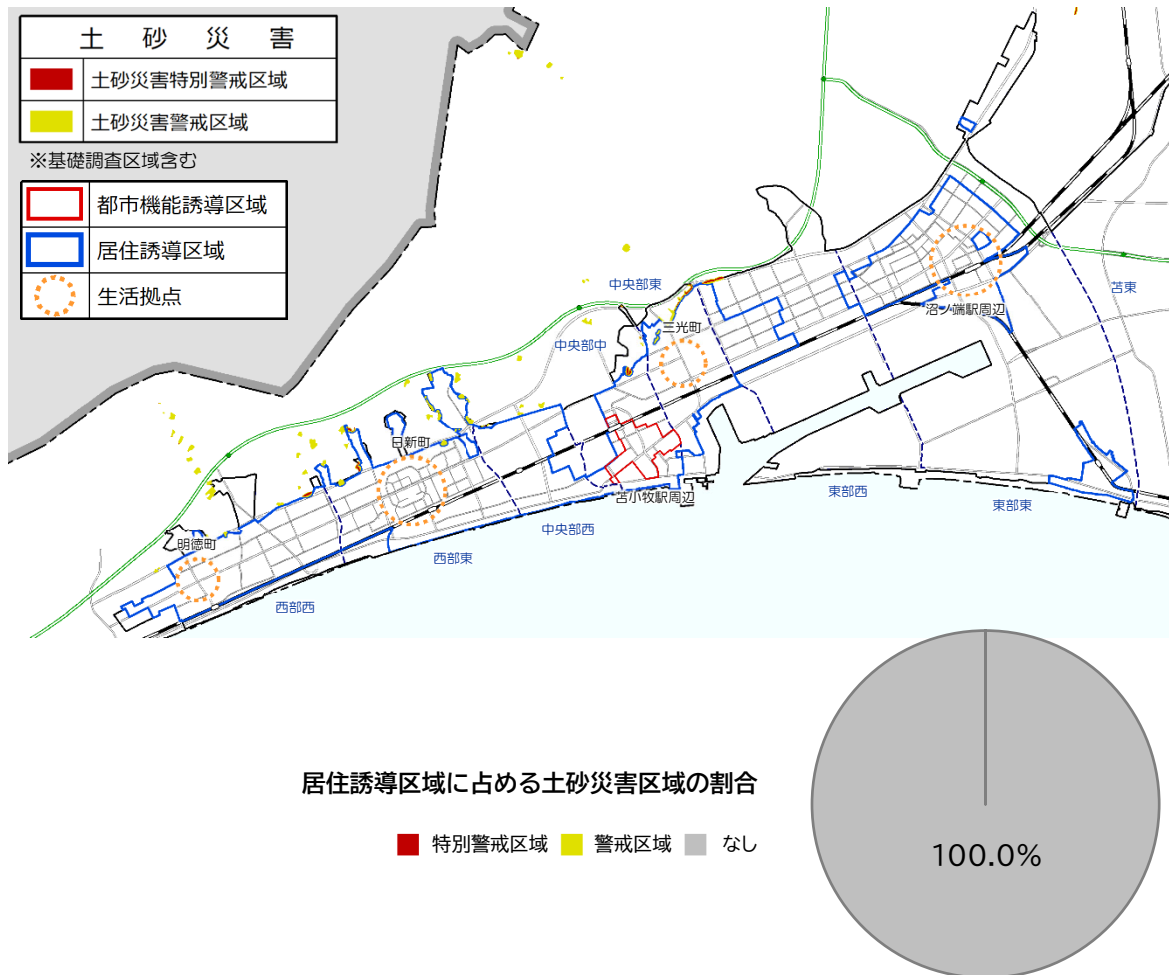 土砂災害
土砂災害特別警戒区域
土砂災害警戒区域
※基礎調査区域含む
都市機能誘導区域
居住誘導区域
生活拠点
中央部東
三光町
中央部中
沼ノ端駅周辺
苫東
日新町
苫小牧駅周辺
東部西
東部東
中央部西
明徳町
西部東
西部西
居住誘導区域に占める土砂災害区域の割合
特別警戒区域 警戒区域 なし
100.0%